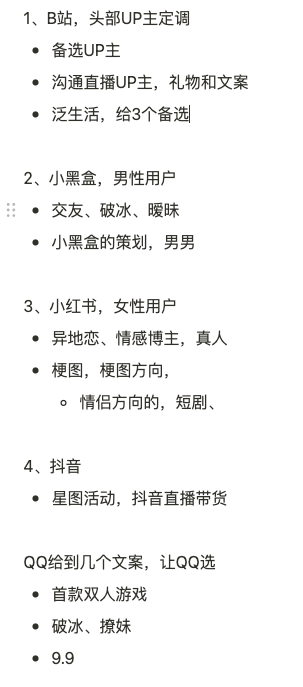 1、B站，头部UP主定调
备选UP主
沟通直播UP主，礼物和文案
泛生活，给3个备选
2、小黑盒，男性用户
交友、破冰、暧昧
小黑盒的策划，男男
3、小红书，女性用户
异地恋、情感博主，真人
梗图，梗图方向，
情侣方向的，短剧、
4、抖音
星图活动，抖音直播带货
QQ给到几个文案，让QQ选
首款双人游戏
破冰、撩妹
9.9